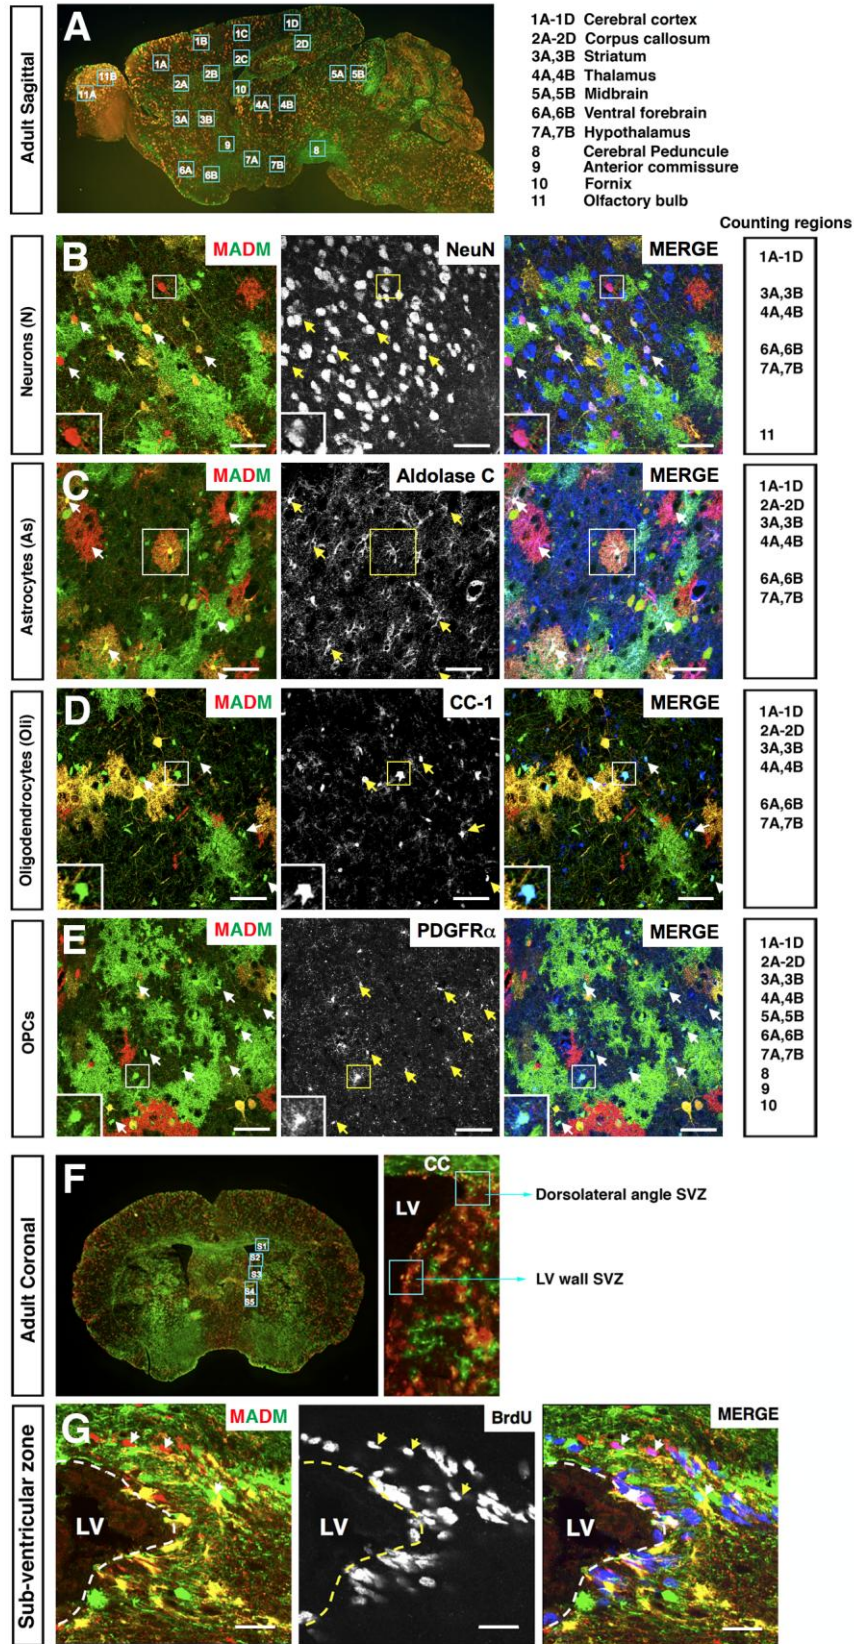 Adult Sagittal
A
1A
1B
1C
1D
2A
2B
2C
2D
3A
3B
4A
4B
5A
5B
6A
6B
7A
7B
8
9
10
11A
11B
1A-1D Cerebral cortex
2A-2D Corpus callosum
3A,3B Striatum
4A,4B Thalamus
5A,5B Midbrain
6A,6B Ventral forebrain
7A,7B Hypothalamus
8 Cerebral Peduncule
9 Anterior commissure
10 Fornix
11 Olfactory bulb
Counting regions
Neurons (N)
B
MADM
NeuN
MERGE
1A-1D
3A,3B
4A,4B
6A,6B
7A,7B
11
Astrocytes (As)
C
MADM
Aldolase C
MERGE
1A-1D
2A-2D
3A,3B
4A,4B
6A,6B
7A,7B
Oligodendrocytes (Oli)
D
MADM
CC-1
MERGE
1A-1D
2A-2D
3A,3B
4A,4B
6A,6B
7A,7B
OPCs
E
MADM
PDGFRα
MERGE
1A-1D
2A-2D
3A,3B
4A,4B
5A,5B
6A,6B
7A,7B
8
9
10
Adult Coronal
F
S1
S2
S3
S4
S5
CC
LV
Dorsolateral angle SVZ
LV wall SVZ
Sub-ventricular zone
G
MADM
LV
BrdU
LV
MERGE
LV